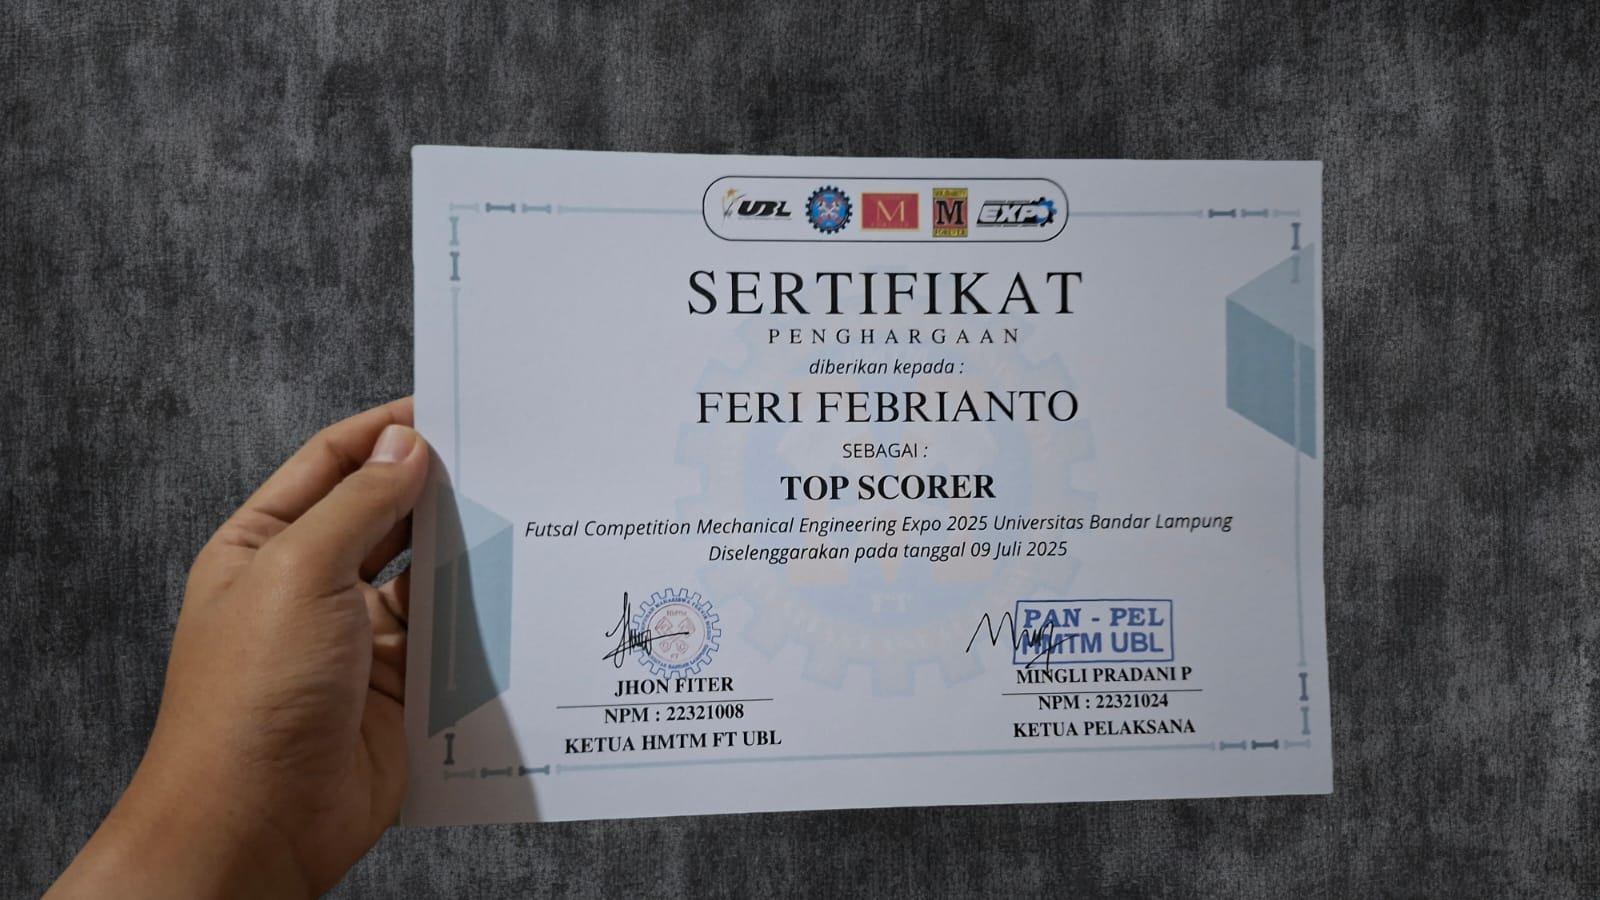 UBL M M EXPO
SERTIFIKAT
PENGHARGAAN
diberikan kepada :
FERI FEBRIANTO
SEBAGAI :
TOP SCORER
Futsal Competition Mechanical Engineering Expo 2025 Universitas Bandar Lampung
Diselenggarakan pada tanggal 09 Juli 2025
JHON FITER
NPM : 22321008
KETUA HMTM FT UBL
PAN - PEL
HMTM UBL
MINGLI PRADANI P
NPM : 22321024
KETUA PELAKSANA